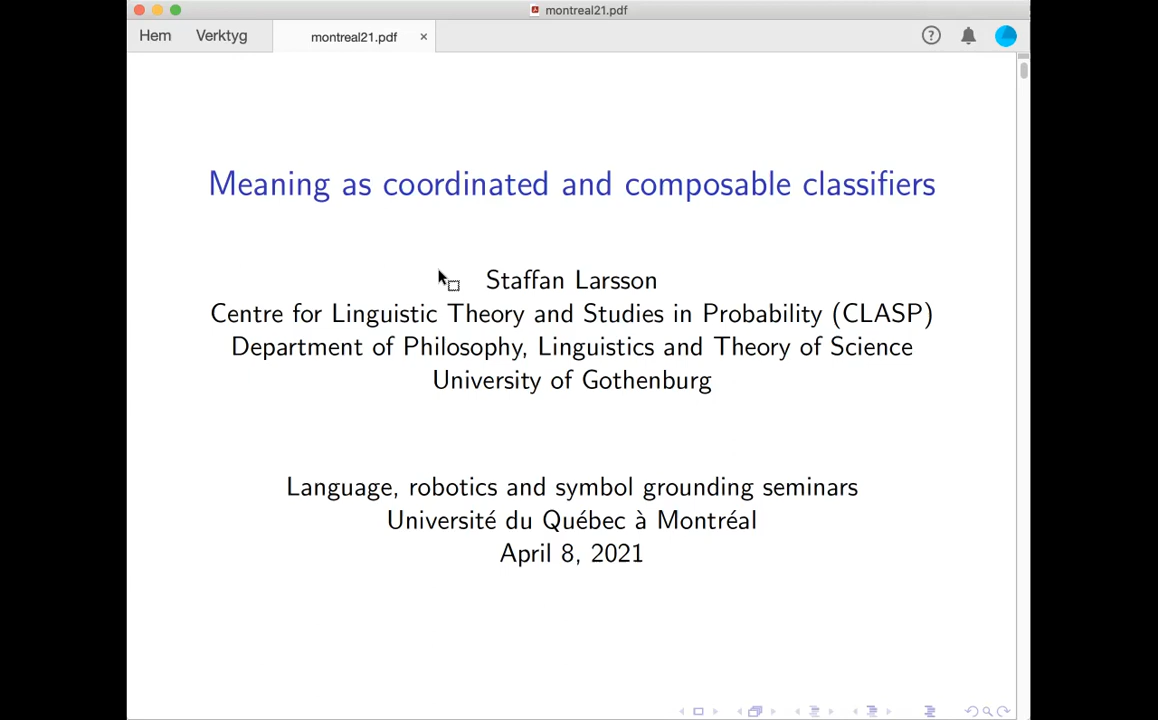 montreal21.pdf
Hem Verktyg montreal21.pdf ×
Meaning as coordinated and composable classifiers
Staffan Larsson
Centre for Linguistic Theory and Studies in Probability (CLASP)
Department of Philosophy, Linguistics and Theory of Science
University of Gothenburg
Language, robotics and symbol grounding seminars
Université du Québec à Montréal
April 8, 2021